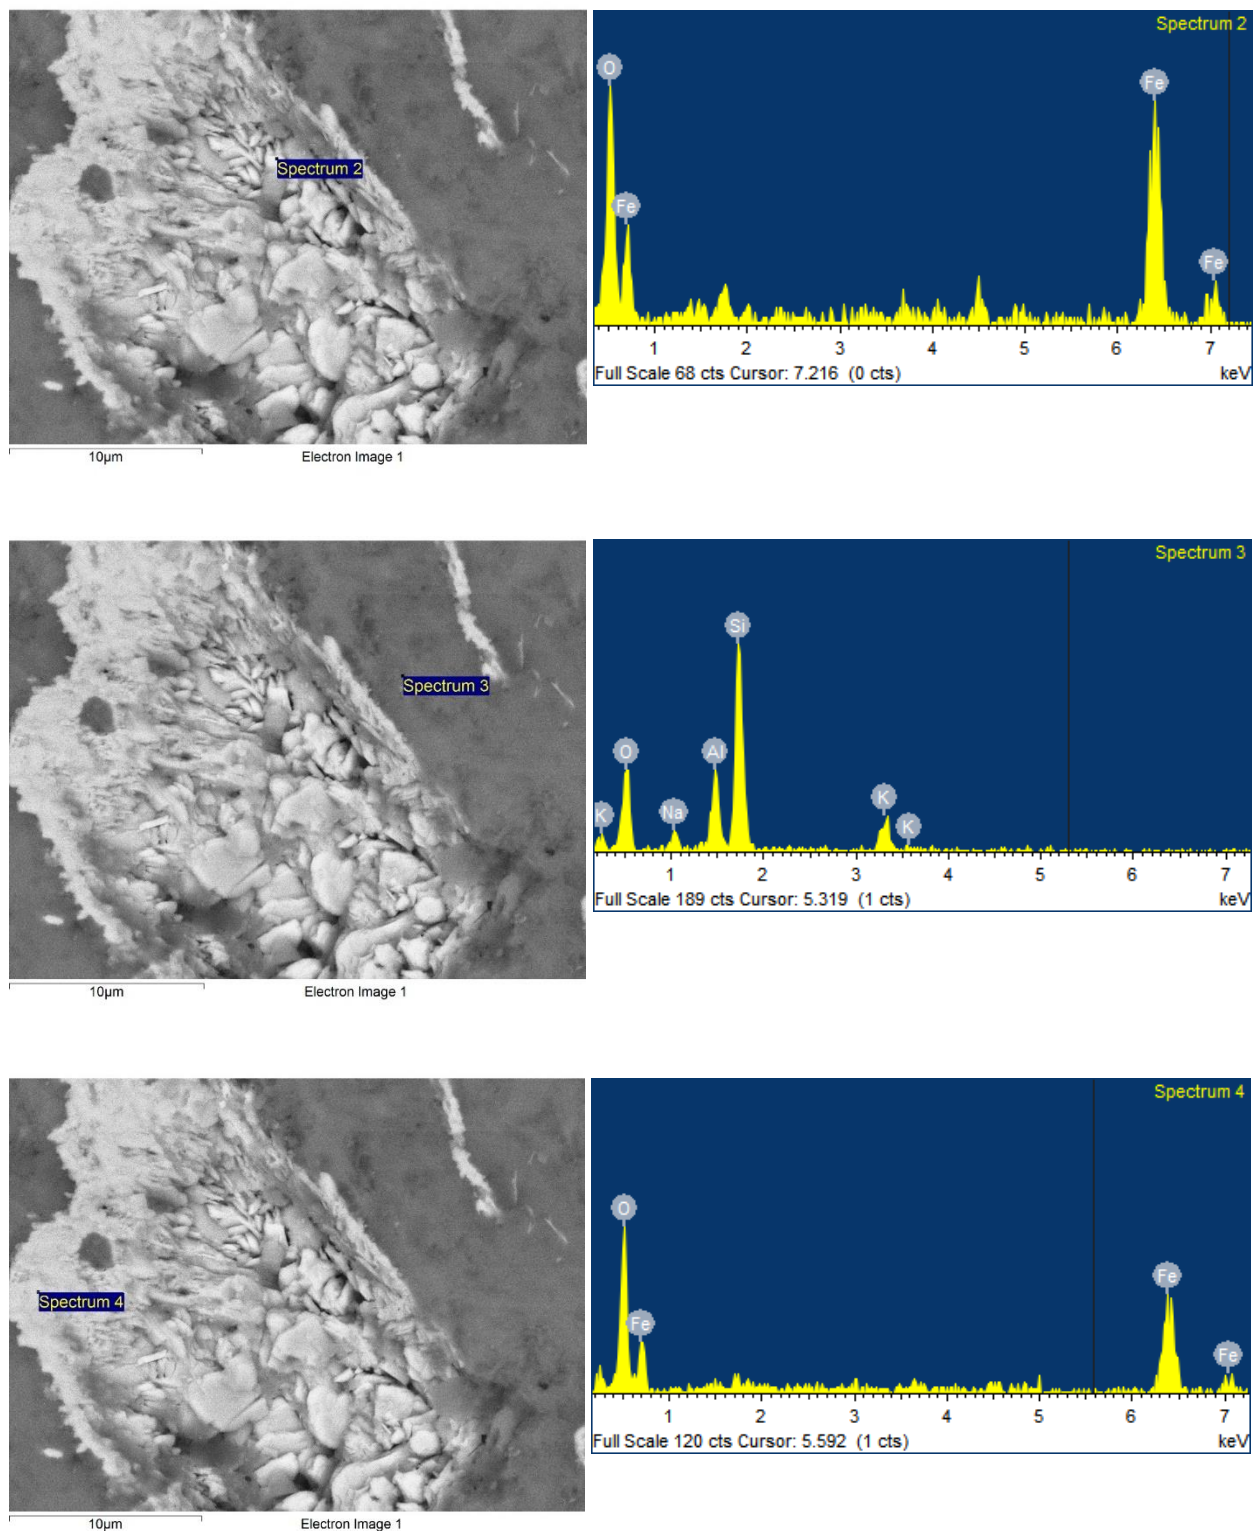 Spectrum 2
Spectrum 2
O
Fe
Fe
Fe
1 2 3 4 5 6 7
Full Scale 68 cts Cursor: 7.216 (0 cts) keV
10µm Electron Image 1
Spectrum 3
Spectrum 3
Si
O
Al
K
Na
K
K
1 2 3 4 5 6 7
Full Scale 189 cts Cursor: 5.319 (1 cts) keV
10µm Electron Image 1
Spectrum 4
Spectrum 4
O
Fe
Fe
Fe
1 2 3 4 5 6 7
Full Scale 120 cts Cursor: 5.592 (1 cts) keV
10µm Electron Image 1